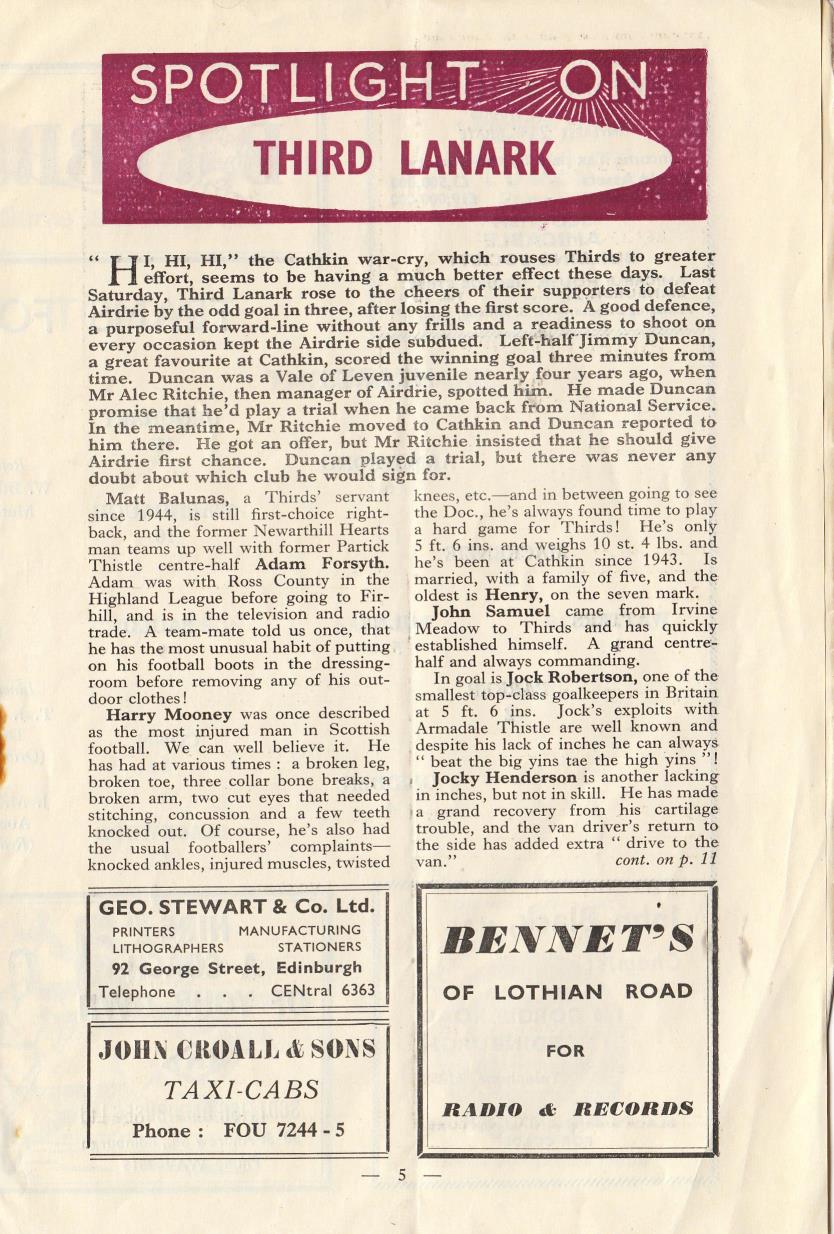 SPOTLIGHT ON
THIRD LANARK
“ HI, HI, HI,” the Cathkin war-cry, which rouses Thirds to greater
effort, seems to be having a much better effect these days. Last
Saturday, Third Lanark rose to the cheers of their supporters to defeat
Airdrie by the odd goal in three, after losing the first score. A good defence,
a purposeful forward-line without any frills and a readiness to shoot on
every occasion kept the Airdrie side subdued. Left-half Jimmy Duncan,
a great favourite at Cathkin, scored the winning goal three minutes from
time. Duncan was a Vale of Leven juvenile nearly four years ago, when
Mr Alec Ritchie, then manager of Airdrie, spotted him. He made Duncan
promise that he’d play a trial when he came back from National Service.
In the meantime, Mr Ritchie moved to Cathkin and Duncan reported to
him there. He got an offer, but Mr Ritchie insisted that he should give
Airdrie first chance. Duncan played a trial, but there was never any
doubt about which club he would sign for.
Matt Balunas, a Thirds’ servant
since 1944, is still first-choice right-
back, and the former Newarthill Hearts
man teams up well with former Partick
Thistle centre-half Adam Forsyth.
Adam was with Ross County in the
Highland League before going to Fir-
hill, and is in the television and radio
trade. A team-mate told us once, that
he has the most unusual habit of putting
on his football boots in the dressing-
room before removing any of his out-
door clothes!
Harry Mooney was once described
as the most injured man in Scottish
football. We can well believe it. He
has had at various times : a broken leg,
broken toe, three collar bone breaks, a
broken arm, two cut eyes that needed
stitching, concussion and a few teeth
knocked out. Of course, he’s also had
the usual footballers’ complaints—
knocked ankles, injured muscles, twisted
knees, etc.—and in between going to see
the Doc., he’s always found time to play
a hard game for Thirds! He’s only
5 ft. 6 ins. and weighs 10 st. 4 lbs. and
he’s been at Cathkin since 1943. Is
married, with a family of five, and the
oldest is Henry, on the seven mark.
John Samuel came from Irvine
Meadow to Thirds and has quickly
established himself. A grand centre-
half and always commanding.
In goal is Jock Robertson, one of the
smallest top-class goalkeepers in Britain
at 5 ft. 6 ins. Jock’s exploits with
Armadale Thistle are well known and
despite his lack of inches he can always
“ beat the big yins tae the high yins ”!
Jocky Henderson is another lacking
in inches, but not in skill. He has made
a grand recovery from his cartilage
trouble, and the van driver’s return to
the side has added extra “ drive to the
van.” cont. on p. 11
GEO. STEWART & Co. Ltd.
PRINTERS MANUFACTURING
LITHOGRAPHERS STATIONERS
92 George Street, Edinburgh
Telephone . . . CENtral 6363
JOHN CROALL & SONS
TAXI-CABS
Phone : FOU 7244 - 5
BENNET’S
OF LOTHIAN ROAD
FOR
RADIO & RECORDS
— 5 —